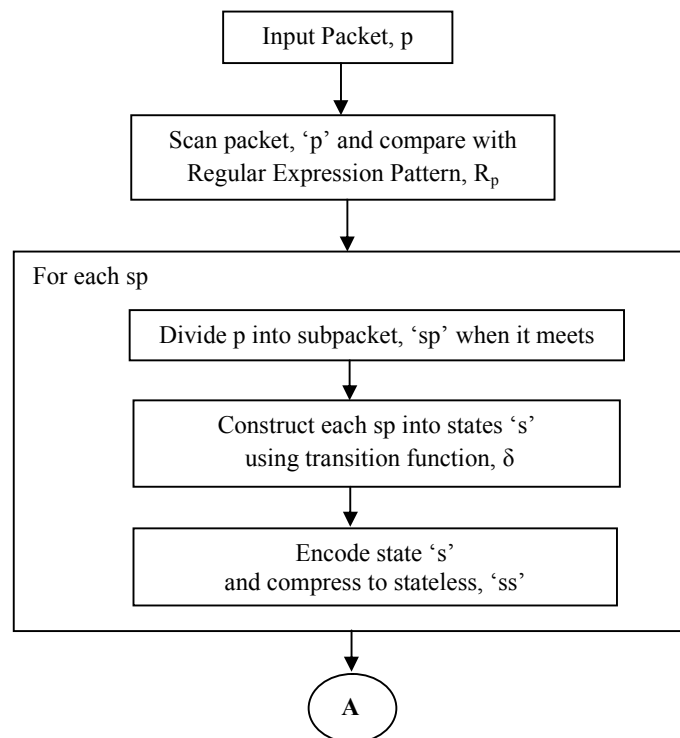 Input Packet, p
Scan packet, ‘p’ and compare with
Regular Expression Pattern, Rₚ
For each sp
Divide p into subpacket, ‘sp’ when it meets
Construct each sp into states ‘s’
using transition function, δ
Encode state ‘s’
and compress to stateless, ‘ss’
A